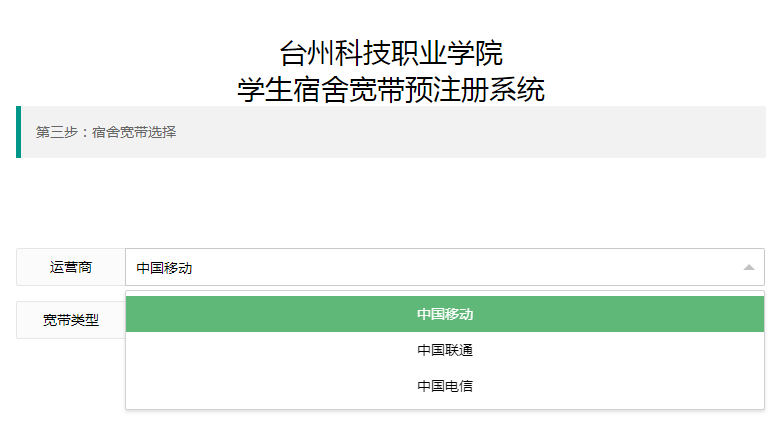 台州科技职业学院
学生宿舍宽带预注册系统
第三步：宿舍宽带选择
运营商
中国移动
宽带类型
中国移动
中国联通
中国电信